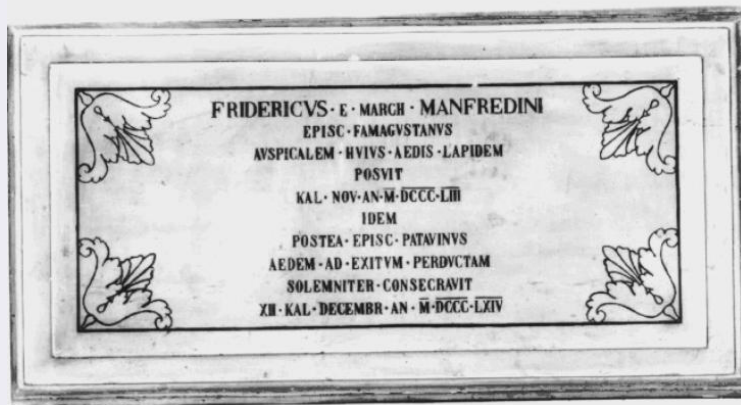 FRIDERICVS · E · MARCH · MANFREDINI
EPISC · FAMAGVSTANVS
AVSPICALEM · HVIVS · AEDIS · LAPIDEM
POSVIT
KAL · NOV · AN · M · DCCC · LIII
IDEM
POSTEA · EPISC · PATAVINVS
AEDEM · AD · EXITVM · PERDVCTAM
SOLEMNITER · CONSECRAVIT
XII · KAL · DECEMBR · AN · M · DCCC · LXIV